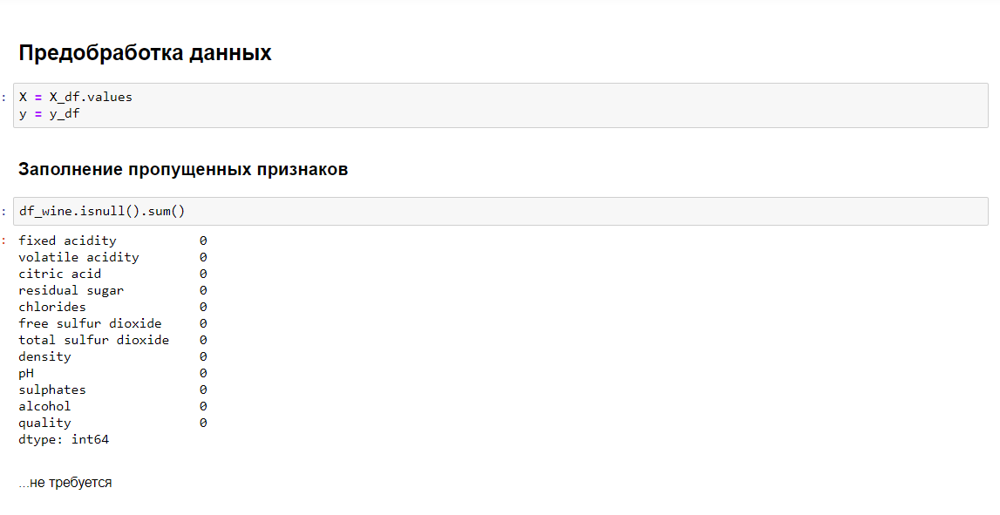 Предобработка данных
:
X = X_df.values
y = y_df
Заполнение пропущенных признаков
:
df_wine.isnull().sum()
:
fixed acidity 0
volatile acidity 0
citric acid 0
residual sugar 0
chlorides 0
free sulfur dioxide 0
total sulfur dioxide 0
density 0
pH 0
sulphates 0
alcohol 0
quality 0
dtype: int64
...не требуется